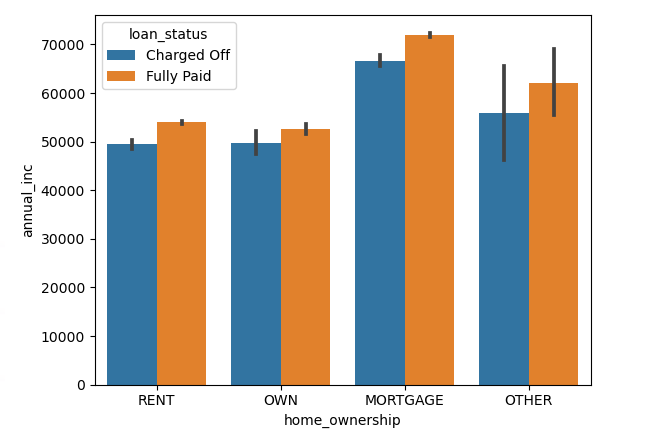 loan_status
Charged Off
Fully Paid
70000
60000
50000
40000
30000
20000
10000
0
annual_inc
RENT OWN MORTGAGE OTHER
home_ownership